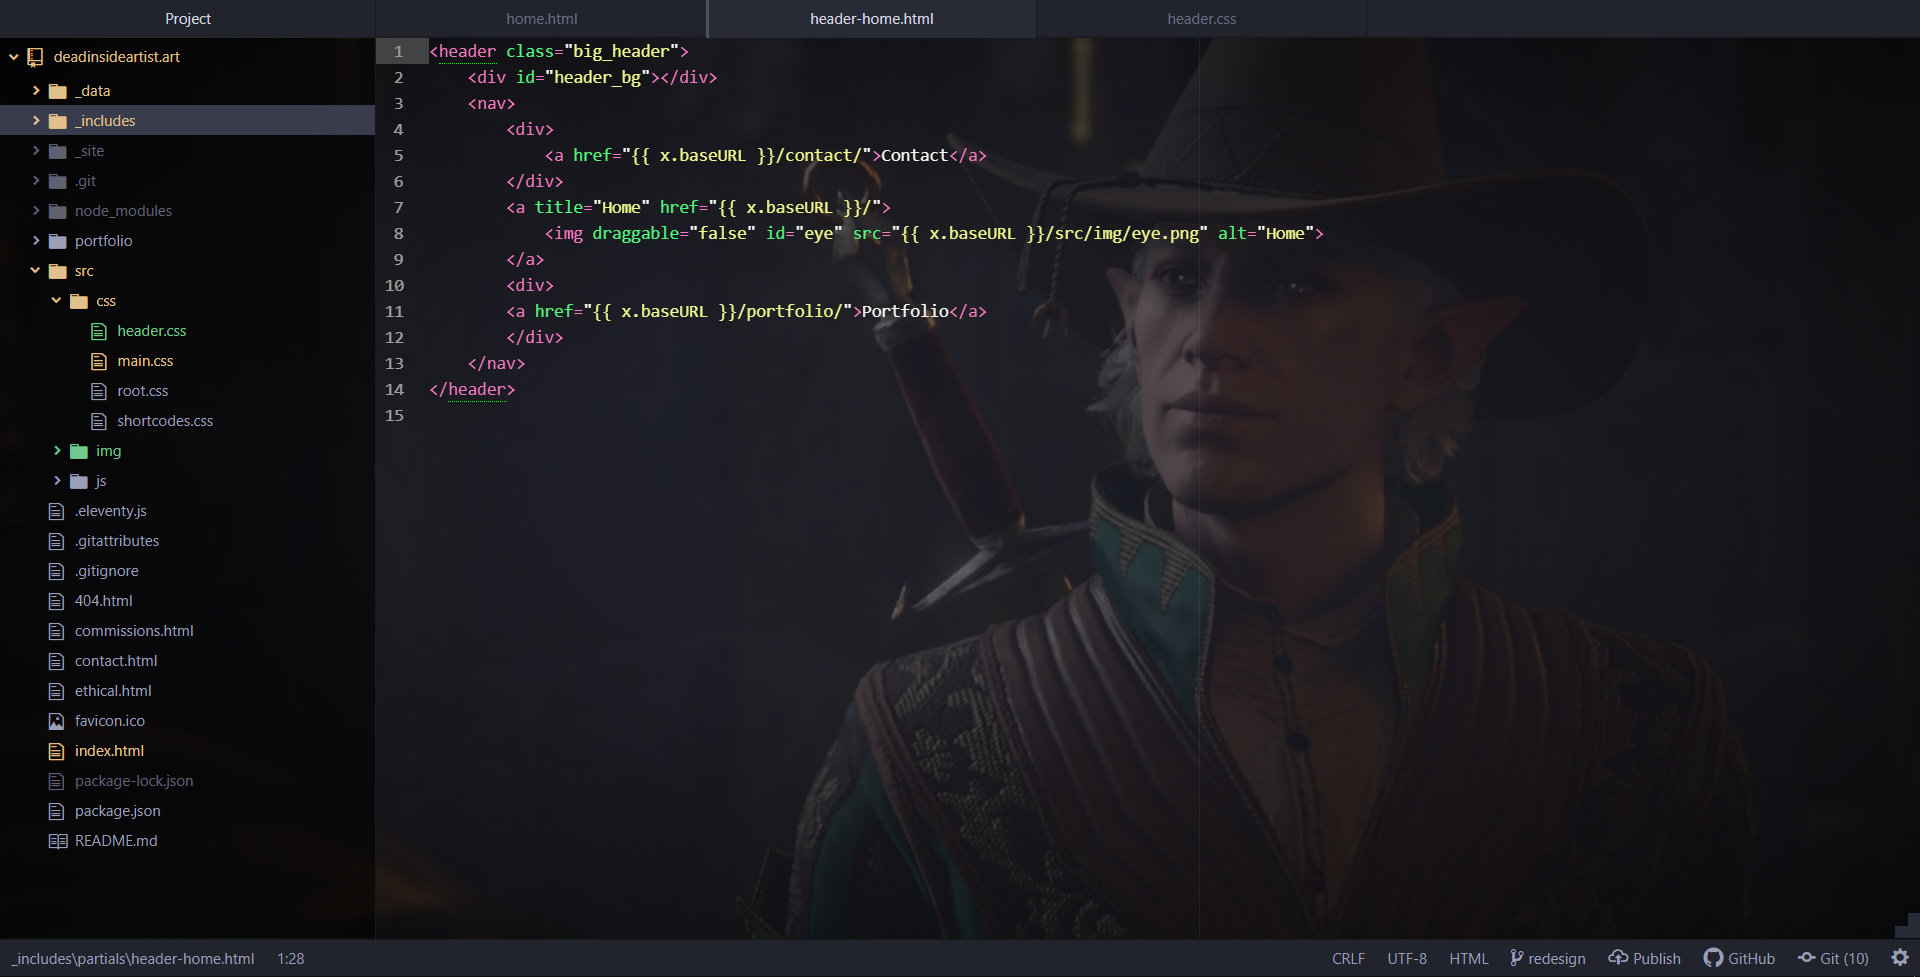 Project
home.html
header-home.html
header.css
deadinsideartist.art
_data
_includes
_site
.git
node_modules
portfolio
src
css
header.css
main.css
root.css
shortcodes.css
img
js
.eleventy.js
.gitattributes
.gitignore
404.html
commissions.html
contact.html
ethical.html
favicon.ico
index.html
package-lock.json
package.json
README.md
1 <header class="big_header">
2     <div id="header_bg"></div>
3     <nav>
4         <div>
5             <a href="{{ x.baseURL }}/contact/">Contact</a>
6         </div>
7         <a title="Home" href="{{ x.baseURL }}/">
8             <img draggable="false" id="eye" src="{{ x.baseURL }}/src/img/eye.png" alt="Home">
9         </a>
10         <div>
11         <a href="{{ x.baseURL }}/portfolio/">Portfolio</a>
12         </div>
13     </nav>
14 </header>
15
_includes\partials\header-home.html 1:28 CRLF UTF-8 HTML redesign Publish GitHub Git (10)